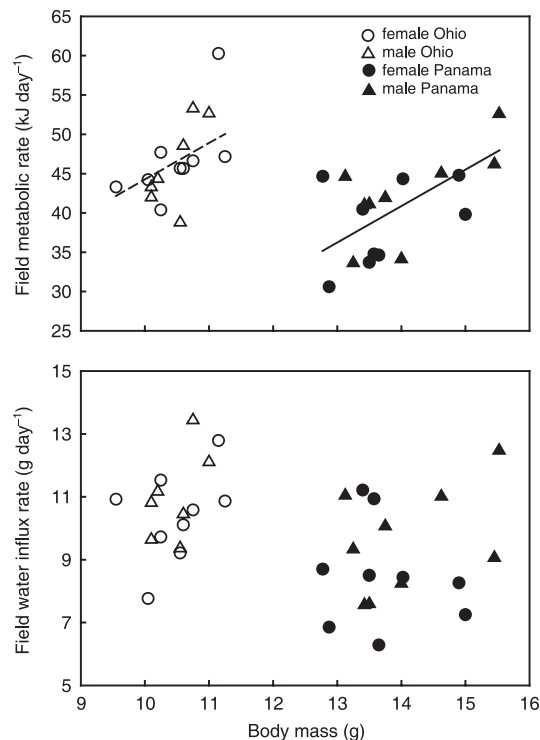 female Ohio
male Ohio
female Panama
male Panama
Field metabolic rate (kJ day⁻¹)
65
60
55
50
45
40
35
30
25
Field water influx rate (g day⁻¹)
15
13
11
9
7
5
9 10 11 12 13 14 15 16
Body mass (g)